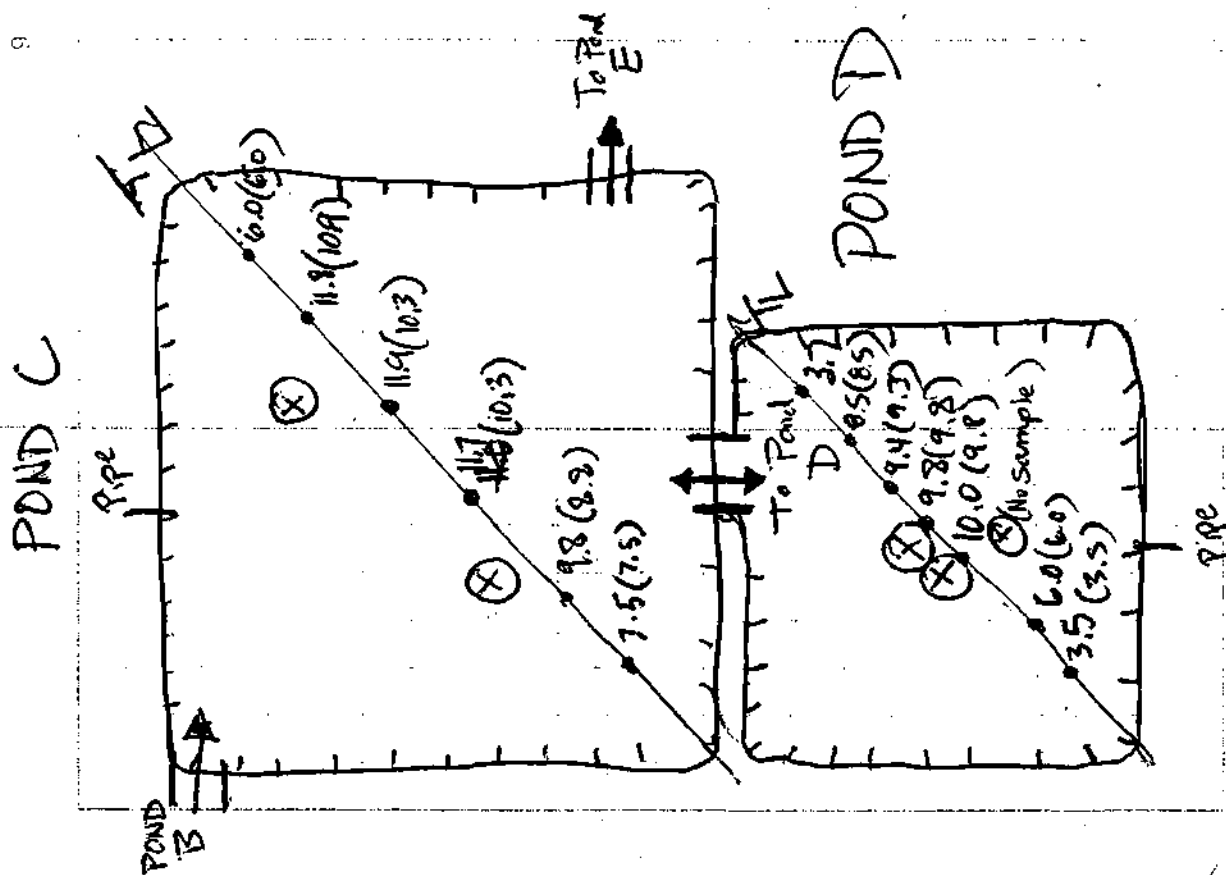 6
POND C
Pipe
POND
B
To Pond
E
6.0(6.0)
11.8(10.9)
11.9(10.3)
11.7
(10.3)
9.8(8.8)
7.5(7.5)
X
X
To Pond
D
POND D
3.7
8.5(8.5)
9.4(9.3)
9.8(9.8)
10.0(9.8)
X
X
X
(No sample)
6.0(6.0)
3.5(3.5)
Pipe